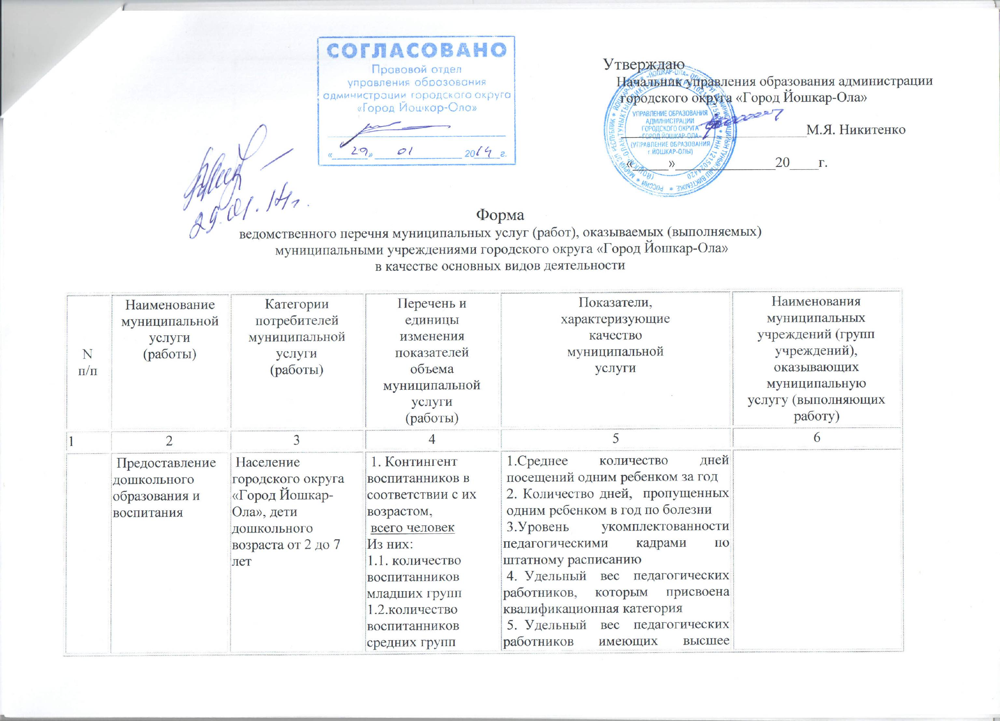 СОГЛАСОВАНО
Правовой отдел
управления образования
администрации городского округа
«Город Йошкар-Ола»
«29» 01 2014 г.
Утверждаю
Начальник управления образования администрации
городского округа «Город Йошкар-Ола»
М.Я. Никитенко
«_____»______________20____г.
УПРАВЛЕНИЕ ОБРАЗОВАНИЯ
АДМИНИСТРАЦИИ
ГОРОДСКОГО ОКРУГА
«ГОРОД ЙОШКАР-ОЛА»
(УПРАВЛЕНИЕ ОБРАЗОВАНИЯ
г.ЙОШКАР-ОЛЫ)
29.01.14г.
Форма
ведомственного перечня муниципальных услуг (работ), оказываемых (выполняемых)
муниципальными учреждениями городского округа «Город Йошкар-Ола»
в качестве основных видов деятельности
N
п/п
Наименование
муниципальной
услуги
(работы)
Категории
потребителей
муниципальной
услуги
(работы)
Перечень и
единицы
изменения
показателей
объема
муниципальной
услуги
(работы)
Показатели,
характеризующие
качество
муниципальной
услуги
Наименования
муниципальных
учреждений (групп
учреждений),
оказывающих
муниципальную
услугу (выполняющих
работу)
1 2 3 4 5 6
Предоставление
дошкольного
образования и
воспитания
Население
городского округа
«Город Йошкар-
Ола», дети
дошкольного
возраста от 2 до 7
лет
1. Контингент
воспитанников в
соответствии с их
возрастом,
всего человек
Из них:
1.1. количество
воспитанников
младших групп
1.2.количество
воспитанников
средних групп
1.Среднее количество дней
посещений одним ребенком за год
2. Количество дней, пропущенных
одним ребенком в год по болезни
3.Уровень укомплектованности
педагогическими кадрами по
штатному расписанию
4. Удельный вес педагогических
работников, которым присвоена
квалификационная категория
5. Удельный вес педагогических
работников имеющих высшее